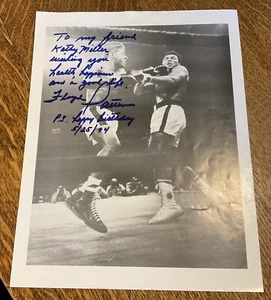 To my friend
Kathy Miller
wishing you
health happiness
and a good life.
Floyd Patterson
P.S. Happy Birthday
5/25/94